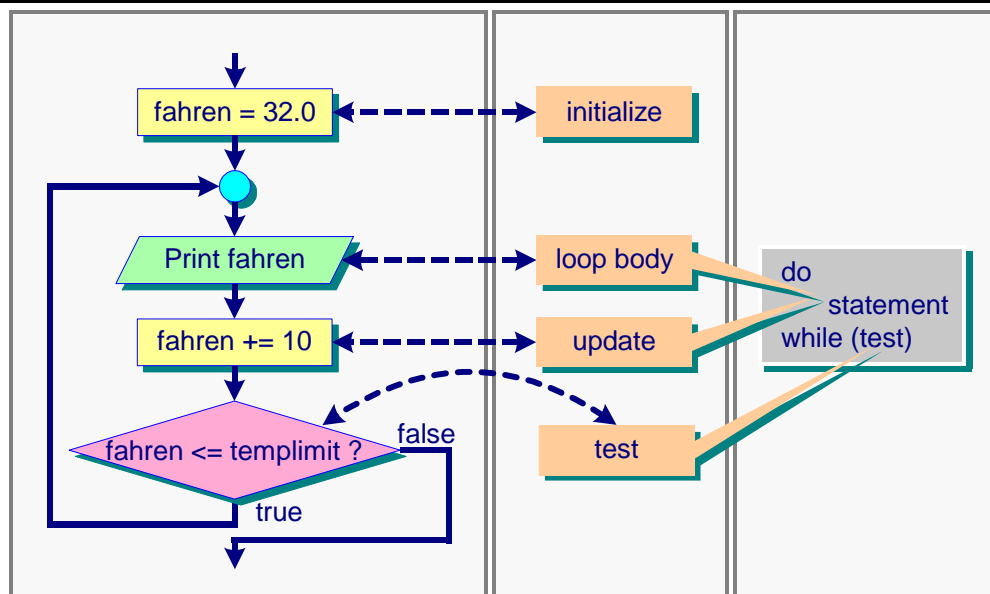 fahren = 32.0
initialize
Print fahren
loop body
fahren += 10
update
fahren <= templimit ?
false
true
test
do
statement
while (test)